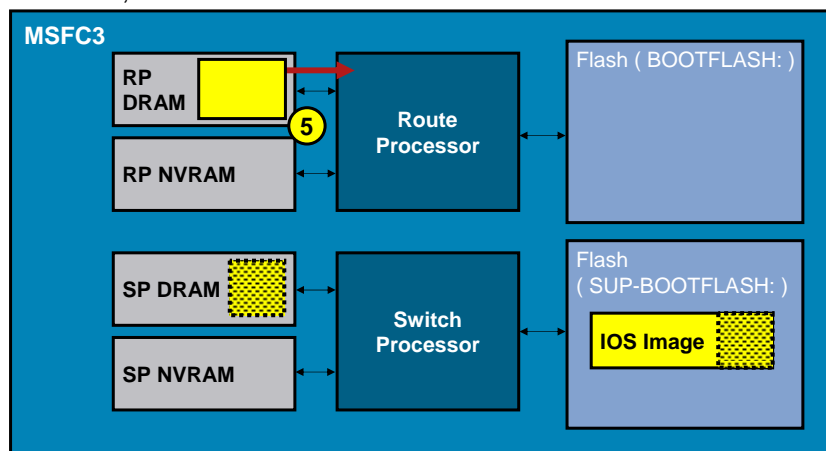 MSFC3
RP
DRAM
5
RP NVRAM
Route
Processor
Flash ( BOOTFLASH: )
SP DRAM
SP NVRAM
Switch
Processor
Flash
( SUP-BOOTFLASH: )
IOS Image